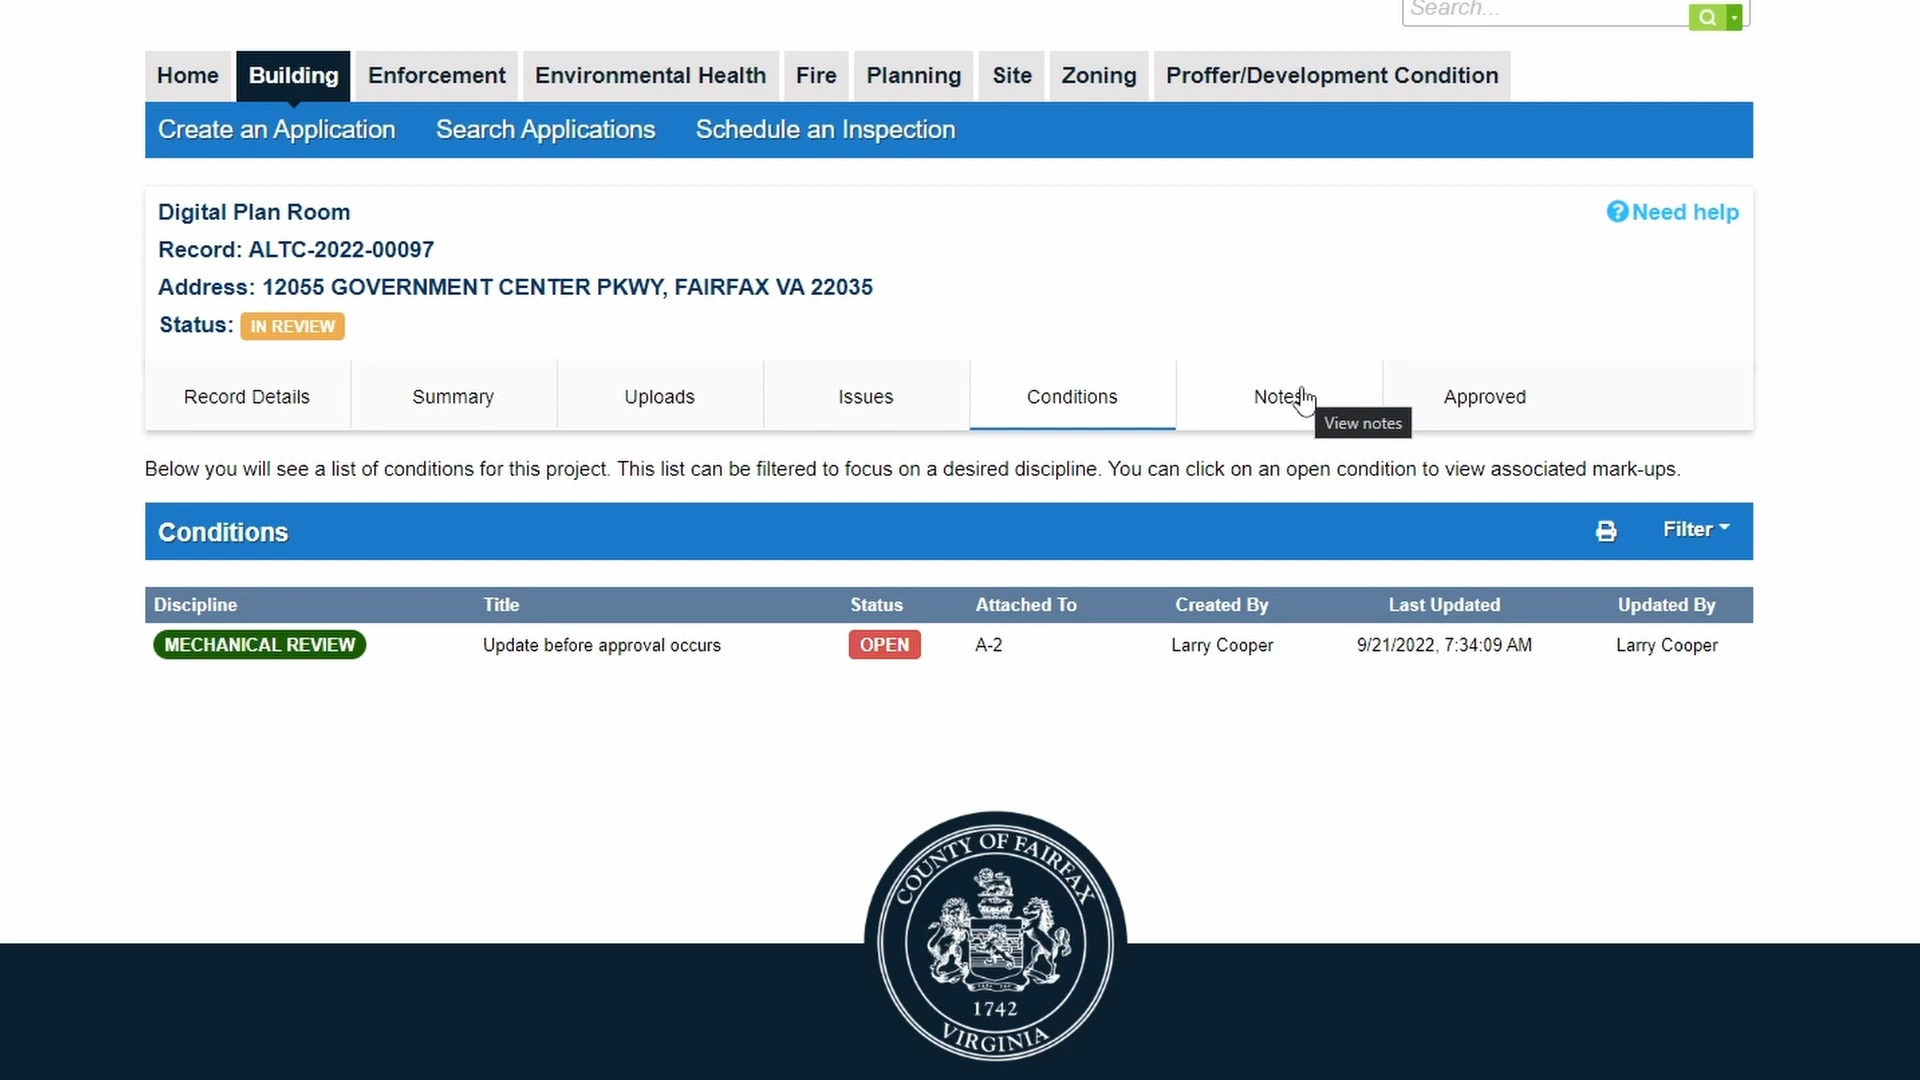 Search...
Home Building Enforcement Environmental Health Fire Planning Site Zoning Proffer/Development Condition
Create an Application Search Applications Schedule an Inspection
Digital Plan Room
Need help
Record: ALTC-2022-00097
Address: 12055 GOVERNMENT CENTER PKWY, FAIRFAX VA 22035
Status: IN REVIEW
Record Details Summary Uploads Issues Conditions Notes Approved
View notes
Below you will see a list of conditions for this project. This list can be filtered to focus on a desired discipline. You can click on an open condition to view associated mark-ups.
Conditions
Filter
Discipline Title Status Attached To Created By Last Updated Updated By
MECHANICAL REVIEW Update before approval occurs OPEN A-2 Larry Cooper 9/21/2022, 7:34:09 AM Larry Cooper
COUNTY OF FAIRFAX
1742
VIRGINIA